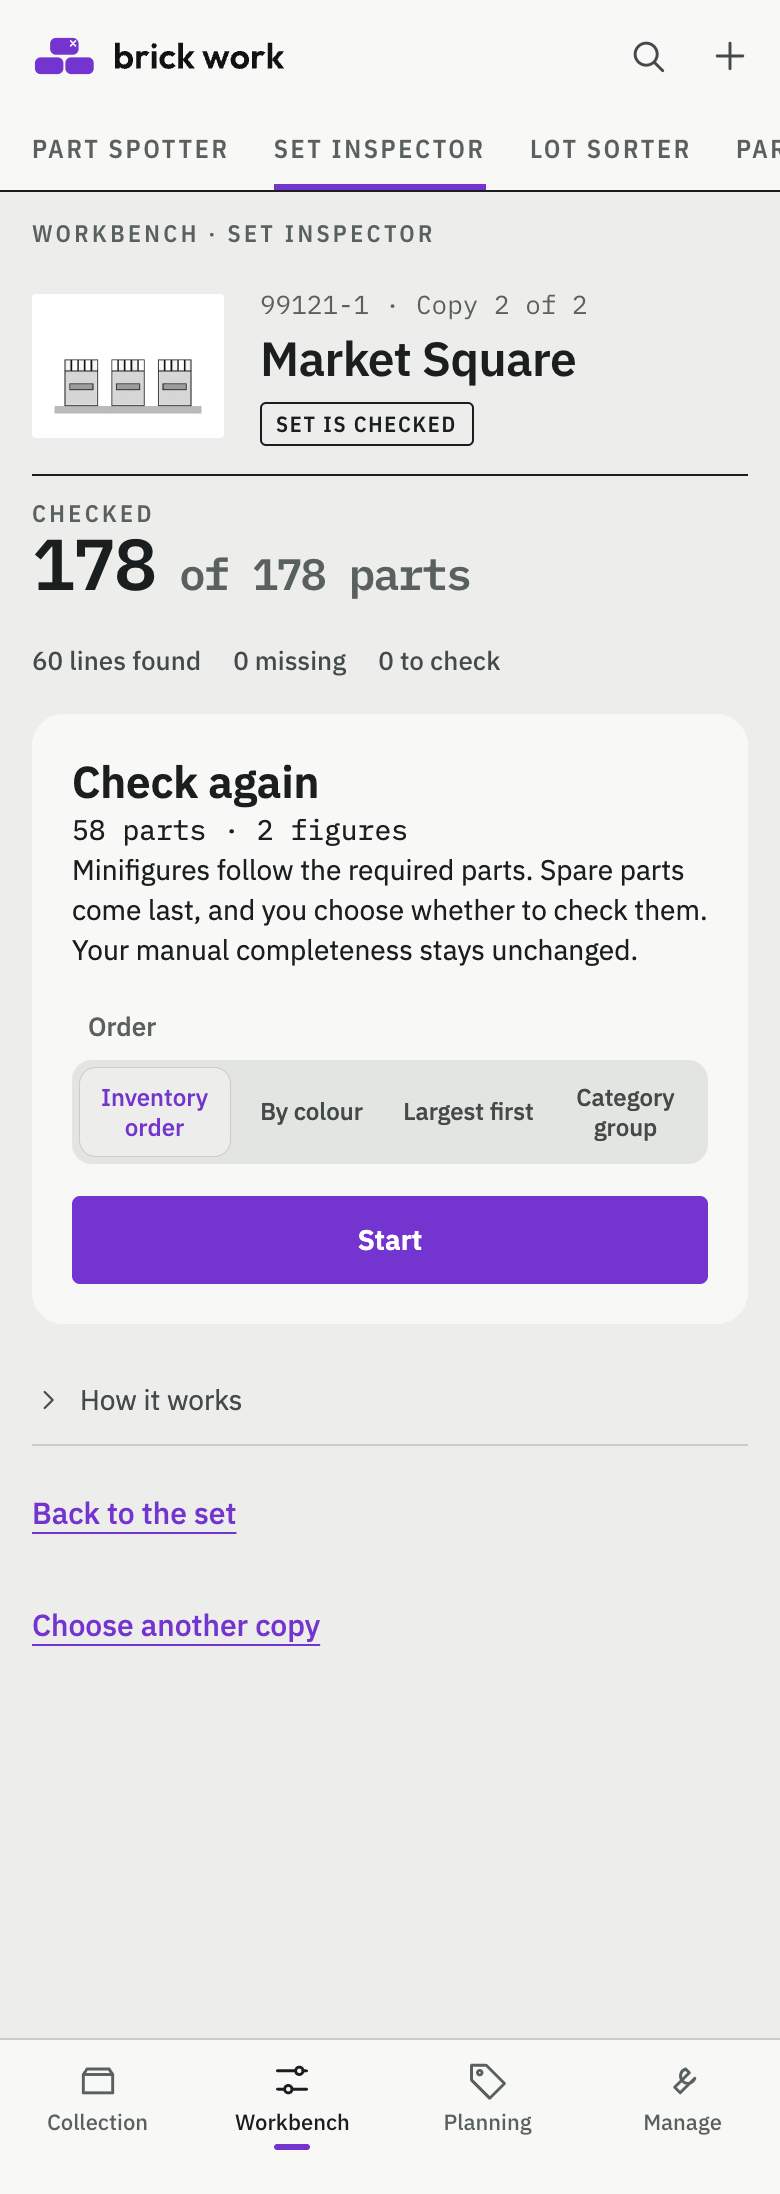 brick work
PART SPOTTER SET INSPECTOR LOT SORTER PAR
WORKBENCH · SET INSPECTOR
99121-1 · Copy 2 of 2
Market Square
SET IS CHECKED
CHECKED
178 of 178 parts
60 lines found 0 missing 0 to check
Check again
58 parts · 2 figures
Minifigures follow the required parts. Spare parts
come last, and you choose whether to check them.
Your manual completeness stays unchanged.
Order
Inventory order
By colour
Largest first
Category group
Start
How it works
Back to the set
Choose another copy
Collection Workbench Planning Manage